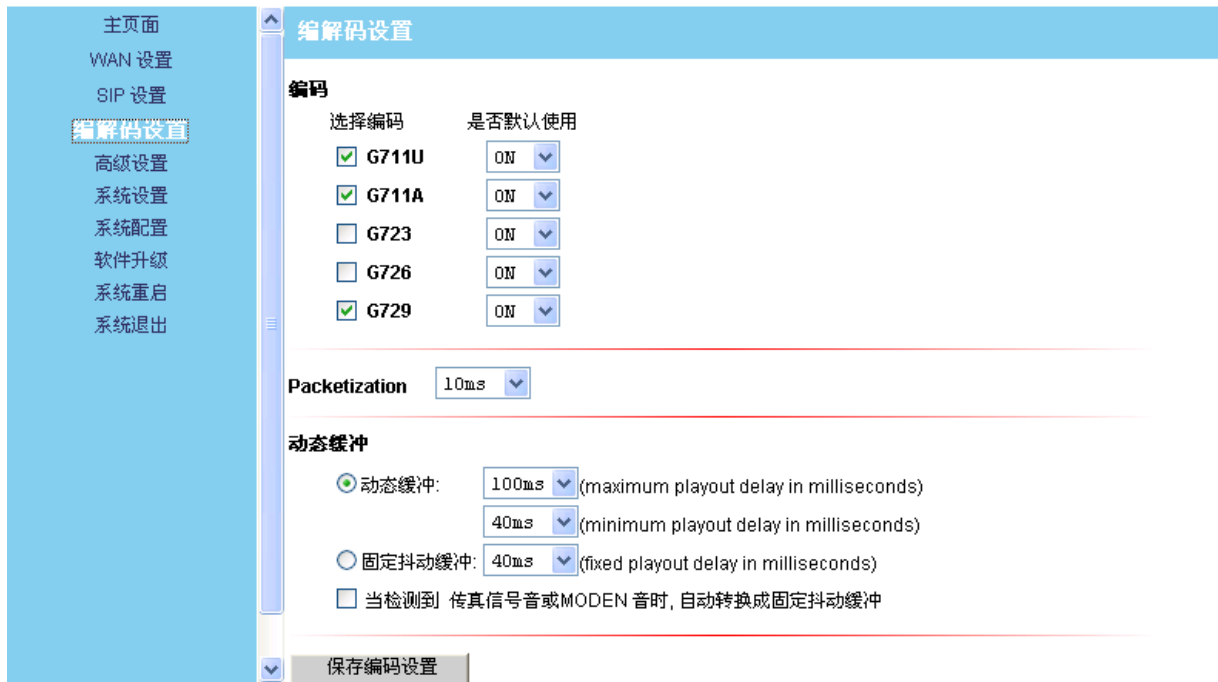 主页面
WAN 设置
SIP 设置
编解码设置
高级设置
系统设置
系统配置
软件升级
系统重启
系统退出
编解码设置
编码
选择编码 是否默认使用
G711U ON
G711A ON
G723 ON
G726 ON
G729 ON
Packetization 10ms
动态缓冲
动态缓冲: 100ms (maximum playout delay in milliseconds)
40ms (minimum playout delay in milliseconds)
固定抖动缓冲: 40ms (fixed playout delay in milliseconds)
当检测到 传真信号音或MODEN 音时, 自动转换成固定抖动缓冲
保存编码设置